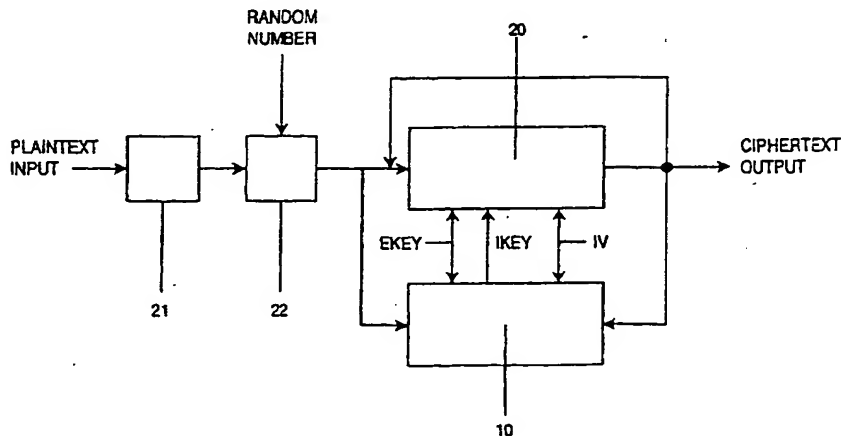 RANDOM
NUMBER
20
PLAINTEXT
INPUT
CIPHERTEXT
OUTPUT
EKEY
IKEY
IV
21
22
10